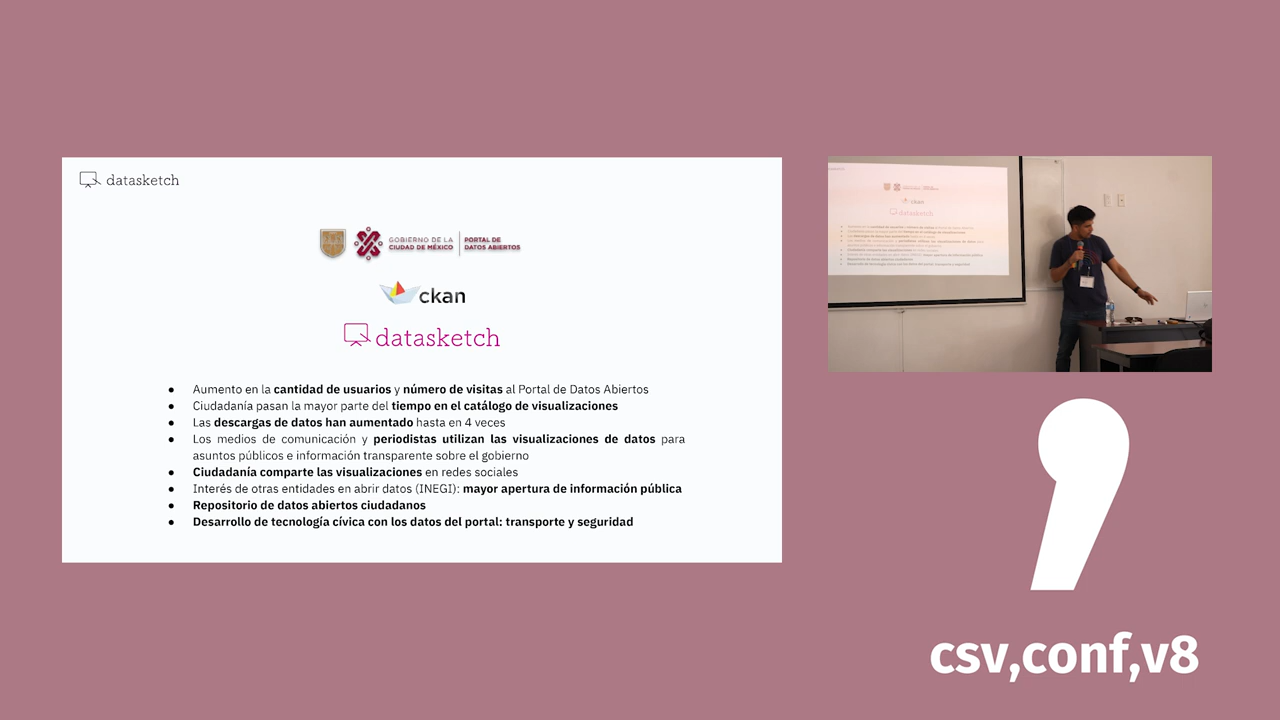 datasketch
GOBIERNO DE LA
CIUDAD DE MÉXICO
PORTAL DE
DATOS ABIERTOS
ckan
datasketch
● Aumento en la cantidad de usuarios y número de visitas al Portal de Datos Abiertos
● Ciudadanía pasan la mayor parte del tiempo en el catálogo de visualizaciones
● Las descargas de datos han aumentado hasta en 4 veces
● Los medios de comunicación y periodistas utilizan las visualizaciones de datos para
asuntos públicos e información transparente sobre el gobierno
● Ciudadanía comparte las visualizaciones en redes sociales
● Interés de otras entidades en abrir datos (INEGI): mayor apertura de información pública
● Repositorio de datos abiertos ciudadanos
● Desarrollo de tecnología cívica con los datos del portal: transporte y seguridad
ckan
datasketch
,
csv,conf,v8